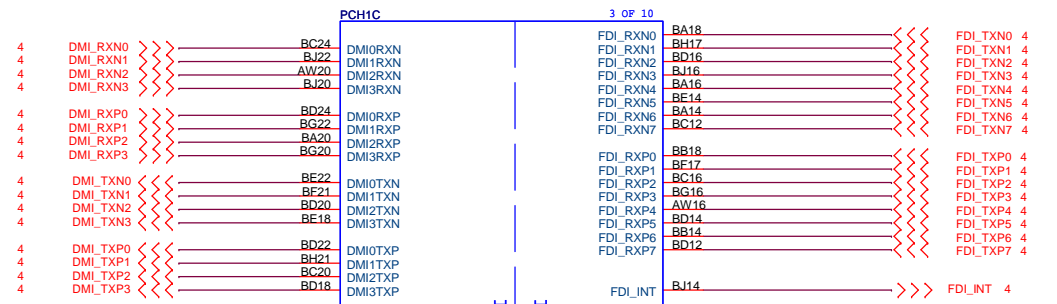 PCH1C 3 OF 10
4 DMI_RXN0 BC24 DMI0RXN
4 DMI_RXN1 BJ22 DMI1RXN
4 DMI_RXN2 AW20 DMI2RXN
4 DMI_RXN3 BJ20 DMI3RXN
4 DMI_RXP0 BD24 DMI0RXP
4 DMI_RXP1 BG22 DMI1RXP
4 DMI_RXP2 BA20 DMI2RXP
4 DMI_RXP3 BG20 DMI3RXP
4 DMI_TXN0 BE22 DMI0TXN
4 DMI_TXN1 BF21 DMI1TXN
4 DMI_TXN2 BD20 DMI2TXN
4 DMI_TXN3 BE18 DMI3TXN
4 DMI_TXP0 BD22 DMI0TXP
4 DMI_TXP1 BH21 DMI1TXP
4 DMI_TXP2 BC20 DMI2TXP
4 DMI_TXP3 BD18 DMI3TXP
FDI_RXN0 BA18 FDI_TXN0 4
FDI_RXN1 BH17 FDI_TXN1 4
FDI_RXN2 BD16 FDI_TXN2 4
FDI_RXN3 BJ16 FDI_TXN3 4
FDI_RXN4 BA16 FDI_TXN4 4
FDI_RXN5 BE14 FDI_TXN5 4
FDI_RXN6 BA14 FDI_TXN6 4
FDI_RXN7 BC12 FDI_TXN7 4
FDI_RXP0 BB18 FDI_TXP0 4
FDI_RXP1 BF17 FDI_TXP1 4
FDI_RXP2 BC16 FDI_TXP2 4
FDI_RXP3 BG16 FDI_TXP3 4
FDI_RXP4 AW16 FDI_TXP4 4
FDI_RXP5 BD14 FDI_TXP5 4
FDI_RXP6 BB14 FDI_TXP6 4
FDI_RXP7 BD12 FDI_TXP7 4
FDI_INT BJ14 FDI_INT 4